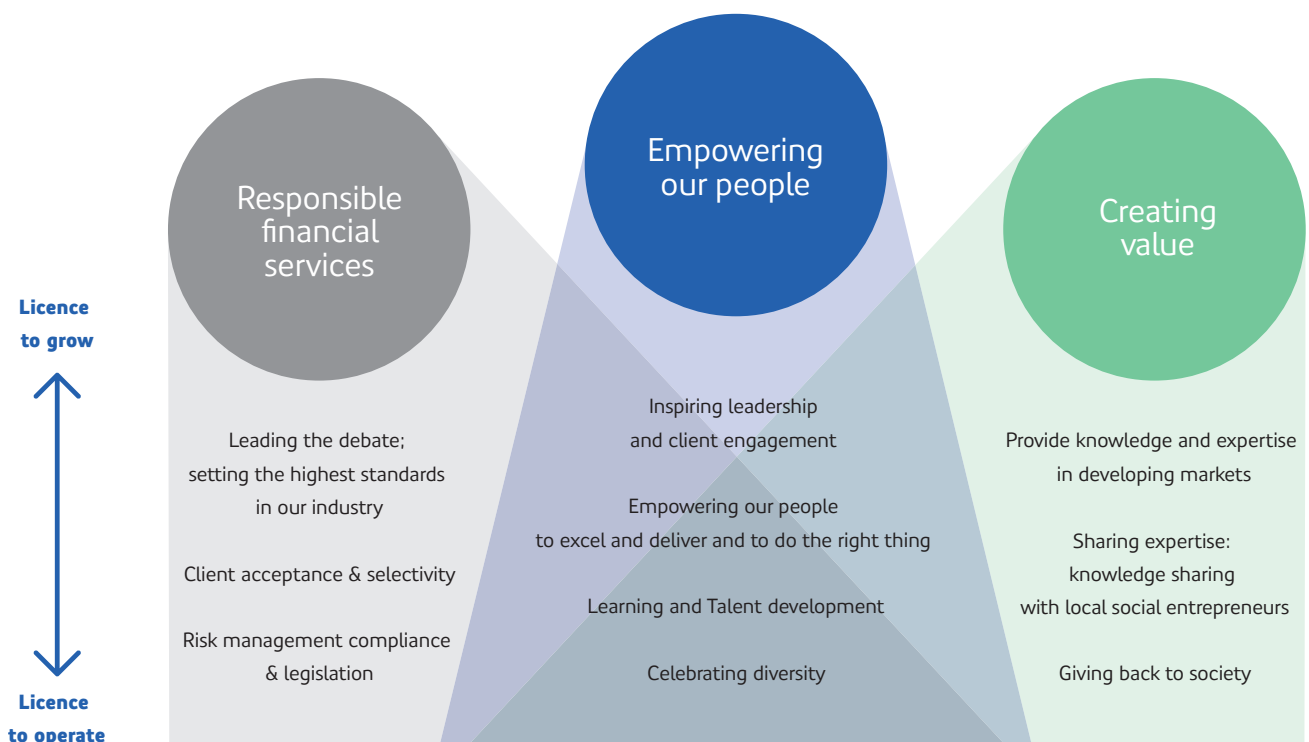 Responsible
financial
services
Empowering
our people
Creating
value
Licence
to grow
Licence
to operate
Leading the debate;
setting the highest standards
in our industry
Client acceptance & selectivity
Risk management compliance
& legislation
Inspiring leadership
and client engagement
Empowering our people
to excel and deliver and to do the right thing
Learning and Talent development
Celebrating diversity
Provide knowledge and expertise
in developing markets
Sharing expertise:
knowledge sharing
with local social entrepreneurs
Giving back to society